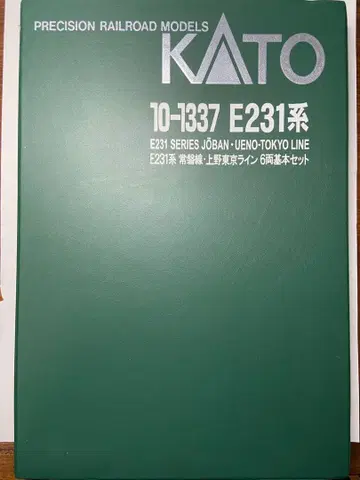 PRECISION RAILROAD MODELS
KATO
10-1337 E231系
E231 SERIES JŌBAN・UENO-TOKYO LINE
E231系 常磐線・上野東京ライン 6両基本セット